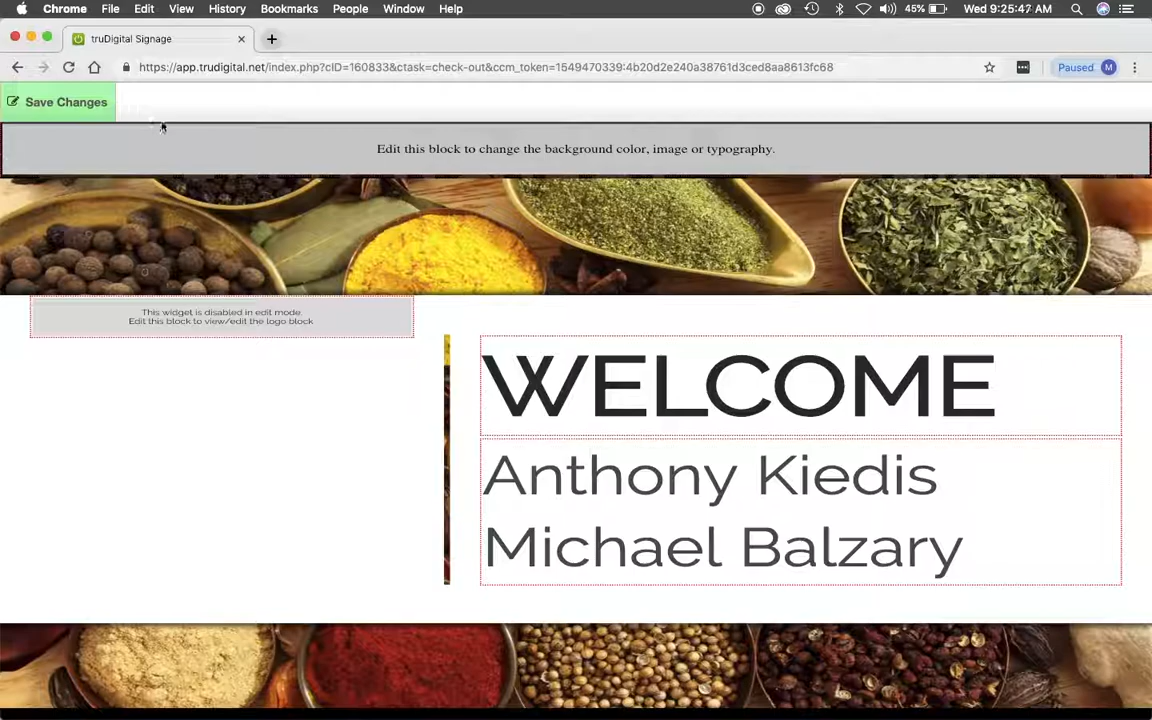 Chrome File Edit View History Bookmarks People Window Help 45% Wed 9:25:47 AM
truDigital Signage
https://app.trudigital.net/index.php?cID=160833&ctask=check-out&ccm_token=1549470339:4b20d2e240a38761d3ced8aa8613fc68 Paused M
Save Changes
Edit this block to change the background color, image or typography.
This widget is disabled in edit mode.
Edit this block to view/edit the logo block
WELCOME
Anthony Kiedis
Michael Balzary